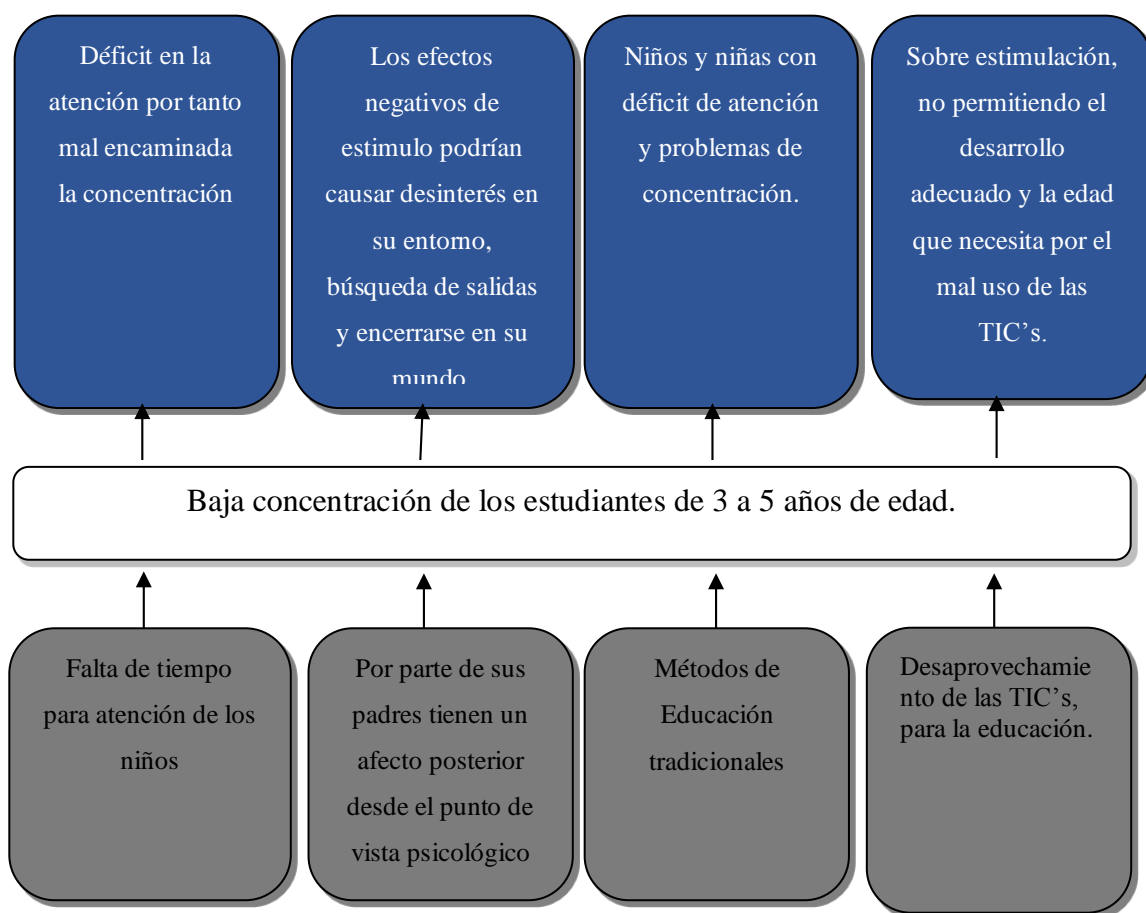 Déficit en la
atención por tanto
mal encaminada
la concentración
Los efectos
negativos de
estimulo podrían
causar desinterés en
su entorno,
búsqueda de salidas
y encerrarse en su
mundo
Niños y niñas con
déficit de atención
y problemas de
concentración.
Sobre estimulación,
no permitiendo el
desarrollo
adecuado y la edad
que necesita por el
mal uso de las
TIC’s.
Baja concentración de los estudiantes de 3 a 5 años de edad.
Falta de tiempo
para atención de los
niños
Por parte de sus
padres tienen un
afecto posterior
desde el punto de
vista psicológico
Métodos de
Educación
tradicionales
Desaprovechamie
nto de las TIC’s,
para la educación.